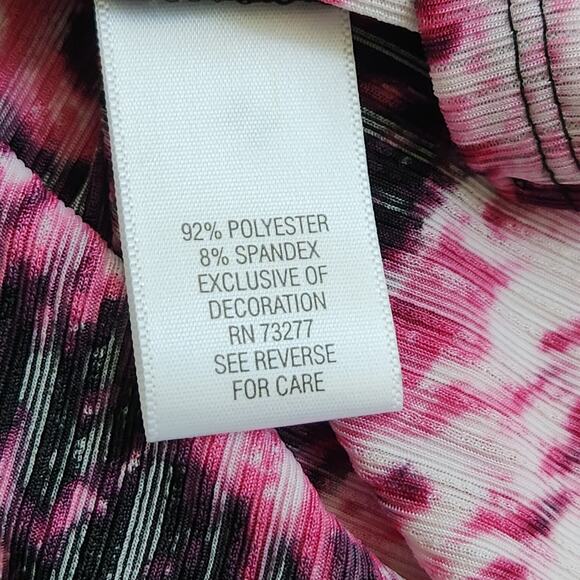 92% POLYESTER
8% SPANDEX
EXCLUSIVE OF
DECORATION
RN 73277
SEE REVERSE
FOR CARE